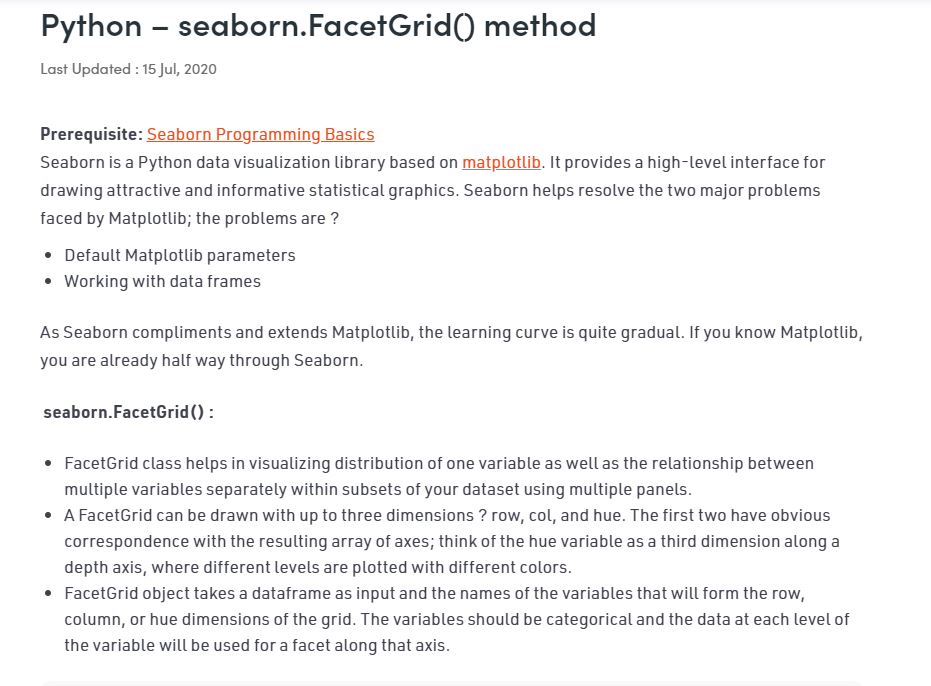 Python – seaborn.FacetGrid() method
Last Updated : 15 Jul, 2020
Prerequisite: Seaborn Programming Basics
Seaborn is a Python data visualization library based on matplotlib. It provides a high-level interface for
drawing attractive and informative statistical graphics. Seaborn helps resolve the two major problems
faced by Matplotlib; the problems are ?
• Default Matplotlib parameters
• Working with data frames
As Seaborn compliments and extends Matplotlib, the learning curve is quite gradual. If you know Matplotlib,
you are already half way through Seaborn.
seaborn.FacetGrid() :
• FacetGrid class helps in visualizing distribution of one variable as well as the relationship between
multiple variables separately within subsets of your dataset using multiple panels.
• A FacetGrid can be drawn with up to three dimensions ? row, col, and hue. The first two have obvious
correspondence with the resulting array of axes; think of the hue variable as a third dimension along a
depth axis, where different levels are plotted with different colors.
• FacetGrid object takes a dataframe as input and the names of the variables that will form the row,
column, or hue dimensions of the grid. The variables should be categorical and the data at each level of
the variable will be used for a facet along that axis.